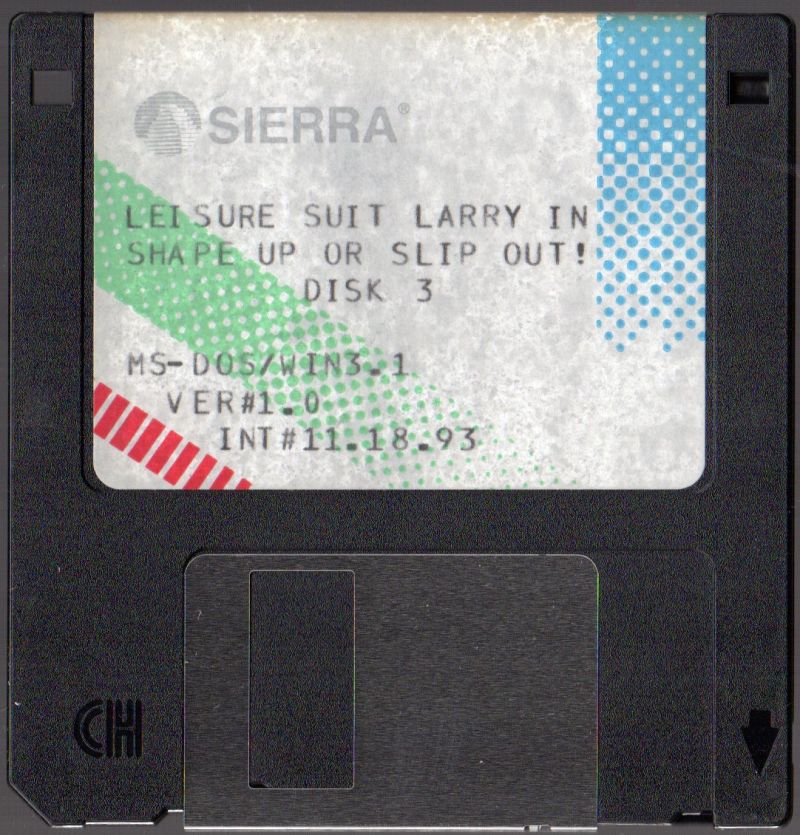 SIERRA®
LEISURE SUIT LARRY IN
SHAPE UP OR SLIP OUT!
DISK 3
MS-DOS/WIN3.1
VER#1.0
INT#11.18.93
CH